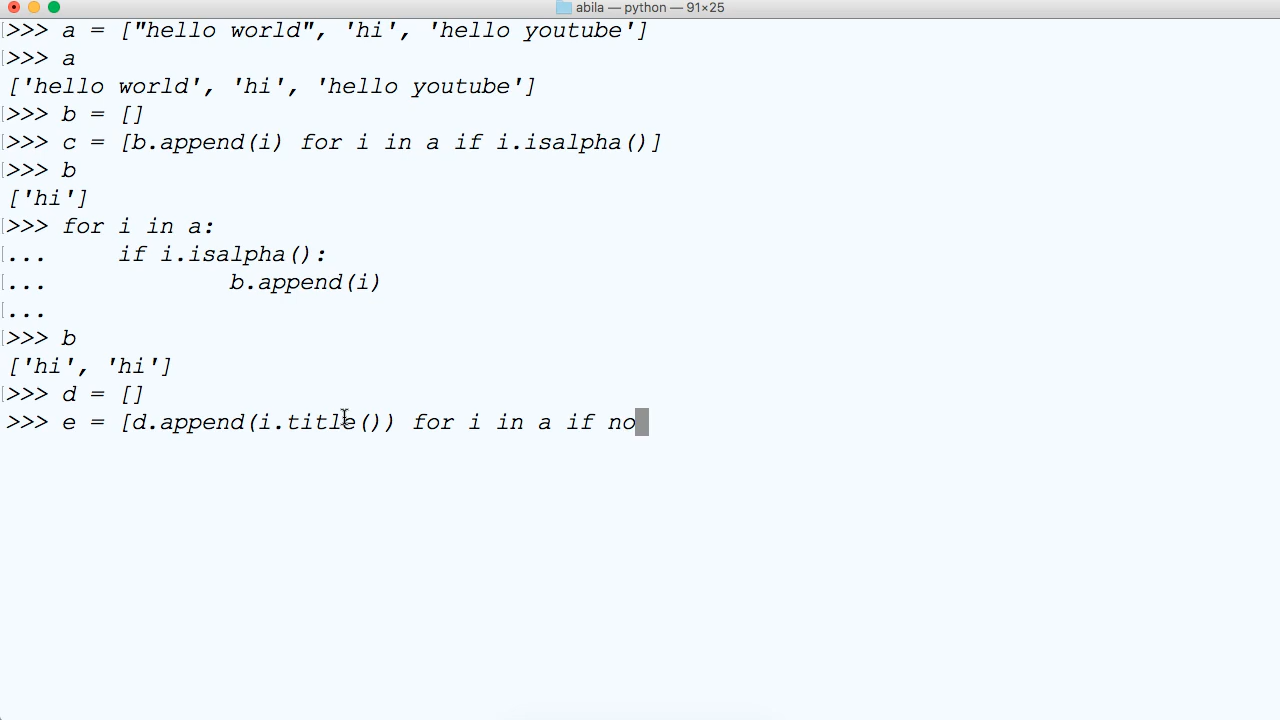 abila — python — 91×25
>>> a = ["hello world", 'hi', 'hello youtube']
>>> a
['hello world', 'hi', 'hello youtube']
>>> b = []
>>> c = [b.append(i) for i in a if i.isalpha()]
>>> b
['hi']
>>> for i in a:
...     if i.isalpha():
...             b.append(i)
...
>>> b
['hi', 'hi']
>>> d = []
>>> e = [d.append(i.title()) for i in a if no